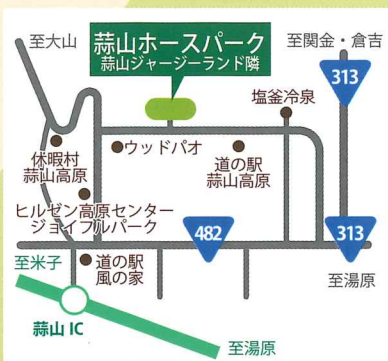 至大山
蒜山ホースパーク
蒜山ジャージーランド隣
至関金・倉吉
313
塩釜冷泉
休暇村
蒜山高原
ウッドパオ
道の駅
蒜山高原
ヒルゼン高原センター
ジョイフルパーク
482
313
至米子
道の駅
風の家
至湯原
蒜山 IC
至湯原